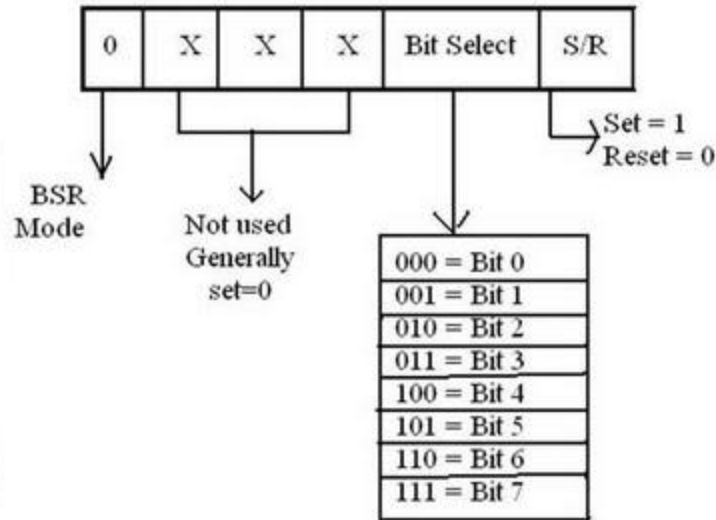 0 X X X Bit Select S/R
Set = 1
Reset = 0
BSR
Mode
Not used
Generally
set=0
000 = Bit 0
001 = Bit 1
010 = Bit 2
011 = Bit 3
100 = Bit 4
101 = Bit 5
110 = Bit 6
111 = Bit 7